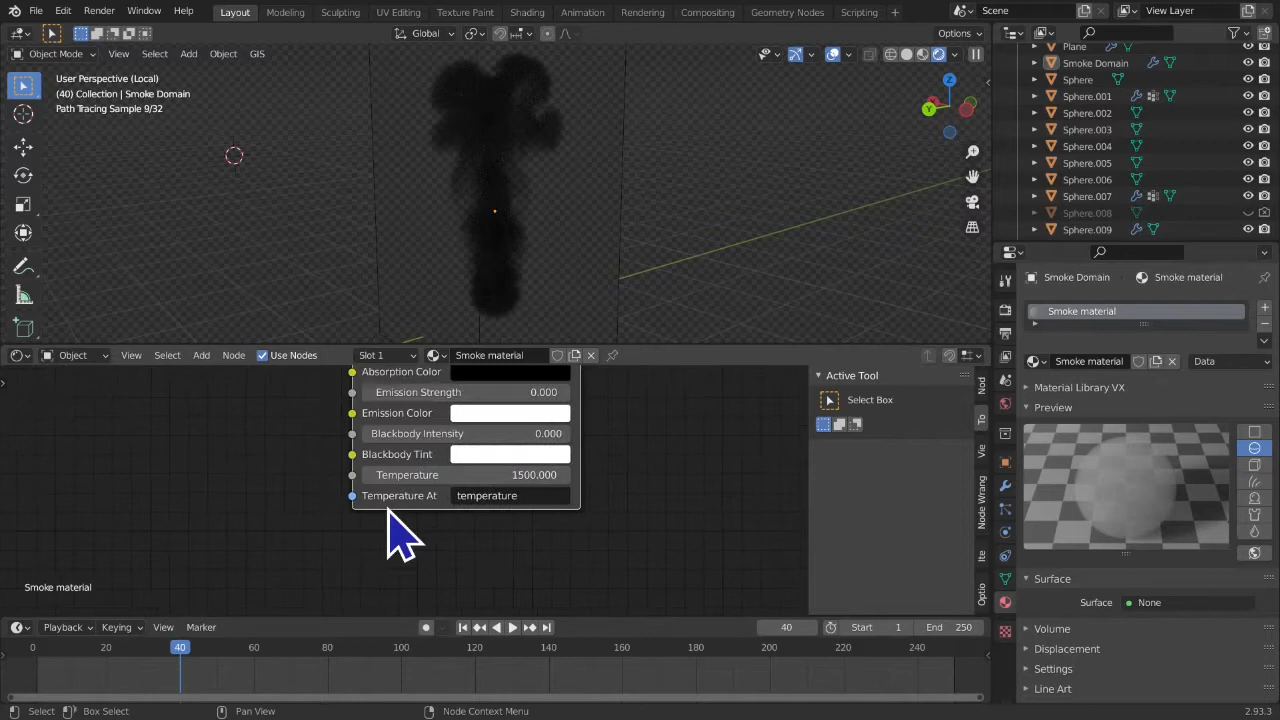 File Edit Render Window Help Layout Modeling Sculpting UV Editing Texture Paint Shading Animation Rendering Compositing Geometry Nodes Scripting + Scene View Layer
Object Mode View Select Add Object GIS Global Options
User Perspective (Local)
(40) Collection | Smoke Domain
Path Tracing Sample 9/32
Z
Y
Plane
Smoke Domain
Sphere
Sphere.001
Sphere.002
Sphere.003
Sphere.004
Sphere.005
Sphere.006
Sphere.007
Sphere.008
Sphere.009
Smoke Domain Smoke material
Smoke material
Smoke material Data
Material Library VX
Preview
Surface
Surface None
Volume
Displacement
Settings
Line Art
Object View Select Add Node Use Nodes Slot 1 Smoke material
Absorption Color
Emission Strength 0.000
Emission Color
Blackbody Intensity 0.000
Blackbody Tint
Temperature 1500.000
Temperature At temperature
Active Tool
Select Box
Nod
To
Vie
Node Wrang
Ite
Optio
Smoke material
Playback Keying View Marker 40 Start 1 End 250
0 20 40 60 80 100 120 140 160 180 200 220 240
Select Box Select Pan View Node Context Menu 2.93.3